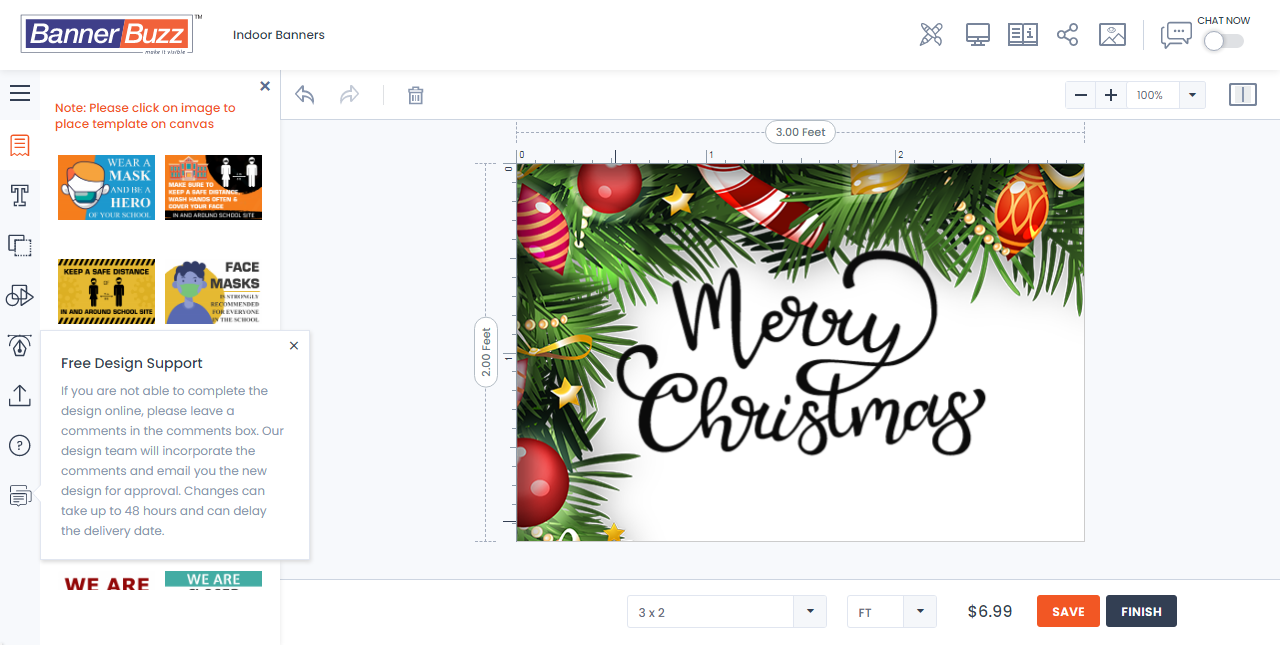 BannerBuzz
TM
make it visible
Indoor Banners
CHAT NOW
Note: Please click on image to
place template on canvas
100%
3.00 Feet
0
1
2
0
1
2.00 Feet
WEAR A
MASK
AND BE A
HERO
OF YOUR SCHOOL
MAKE SURE TO
KEEP A SAFE DISTANCE
WASH HANDS OFTEN &
COVER YOUR FACE
IN AND AROUND SCHOOL SITE
KEEP A SAFE DISTANCE
IN AND AROUND SCHOOL SITE
FACE
MASKS
IS STRONGLY
RECOMMENDED
FOR EVERYONE
IN THE SCHOOL
Merry
Christmas
Free Design Support
If you are not able to complete the
design online, please leave a
comments in the comments box. Our
design team will incorporate the
comments and email you the new
design for approval. Changes can
take up to 48 hours and can delay
the delivery date.
WE ARE
WE ARE
3 x 2
FT
$6.99
SAVE
FINISH